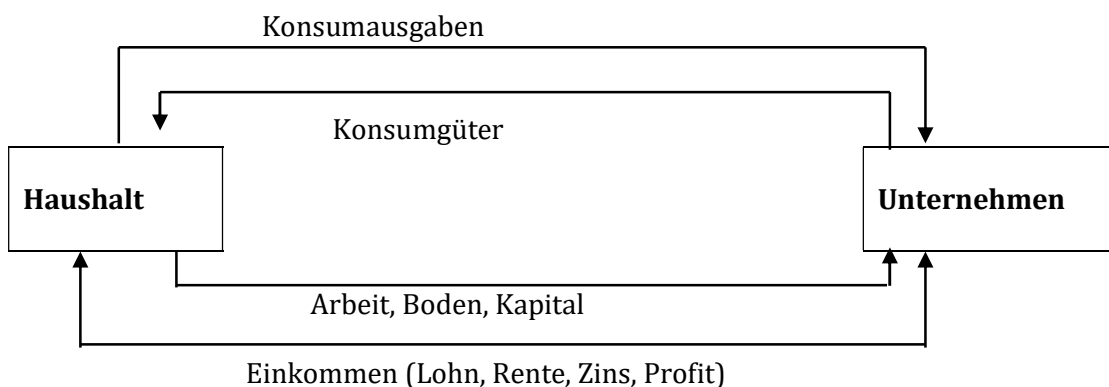 Konsumausgaben
Konsumgüter
Haushalt
Unternehmen
Arbeit, Boden, Kapital
Einkommen (Lohn, Rente, Zins, Profit)